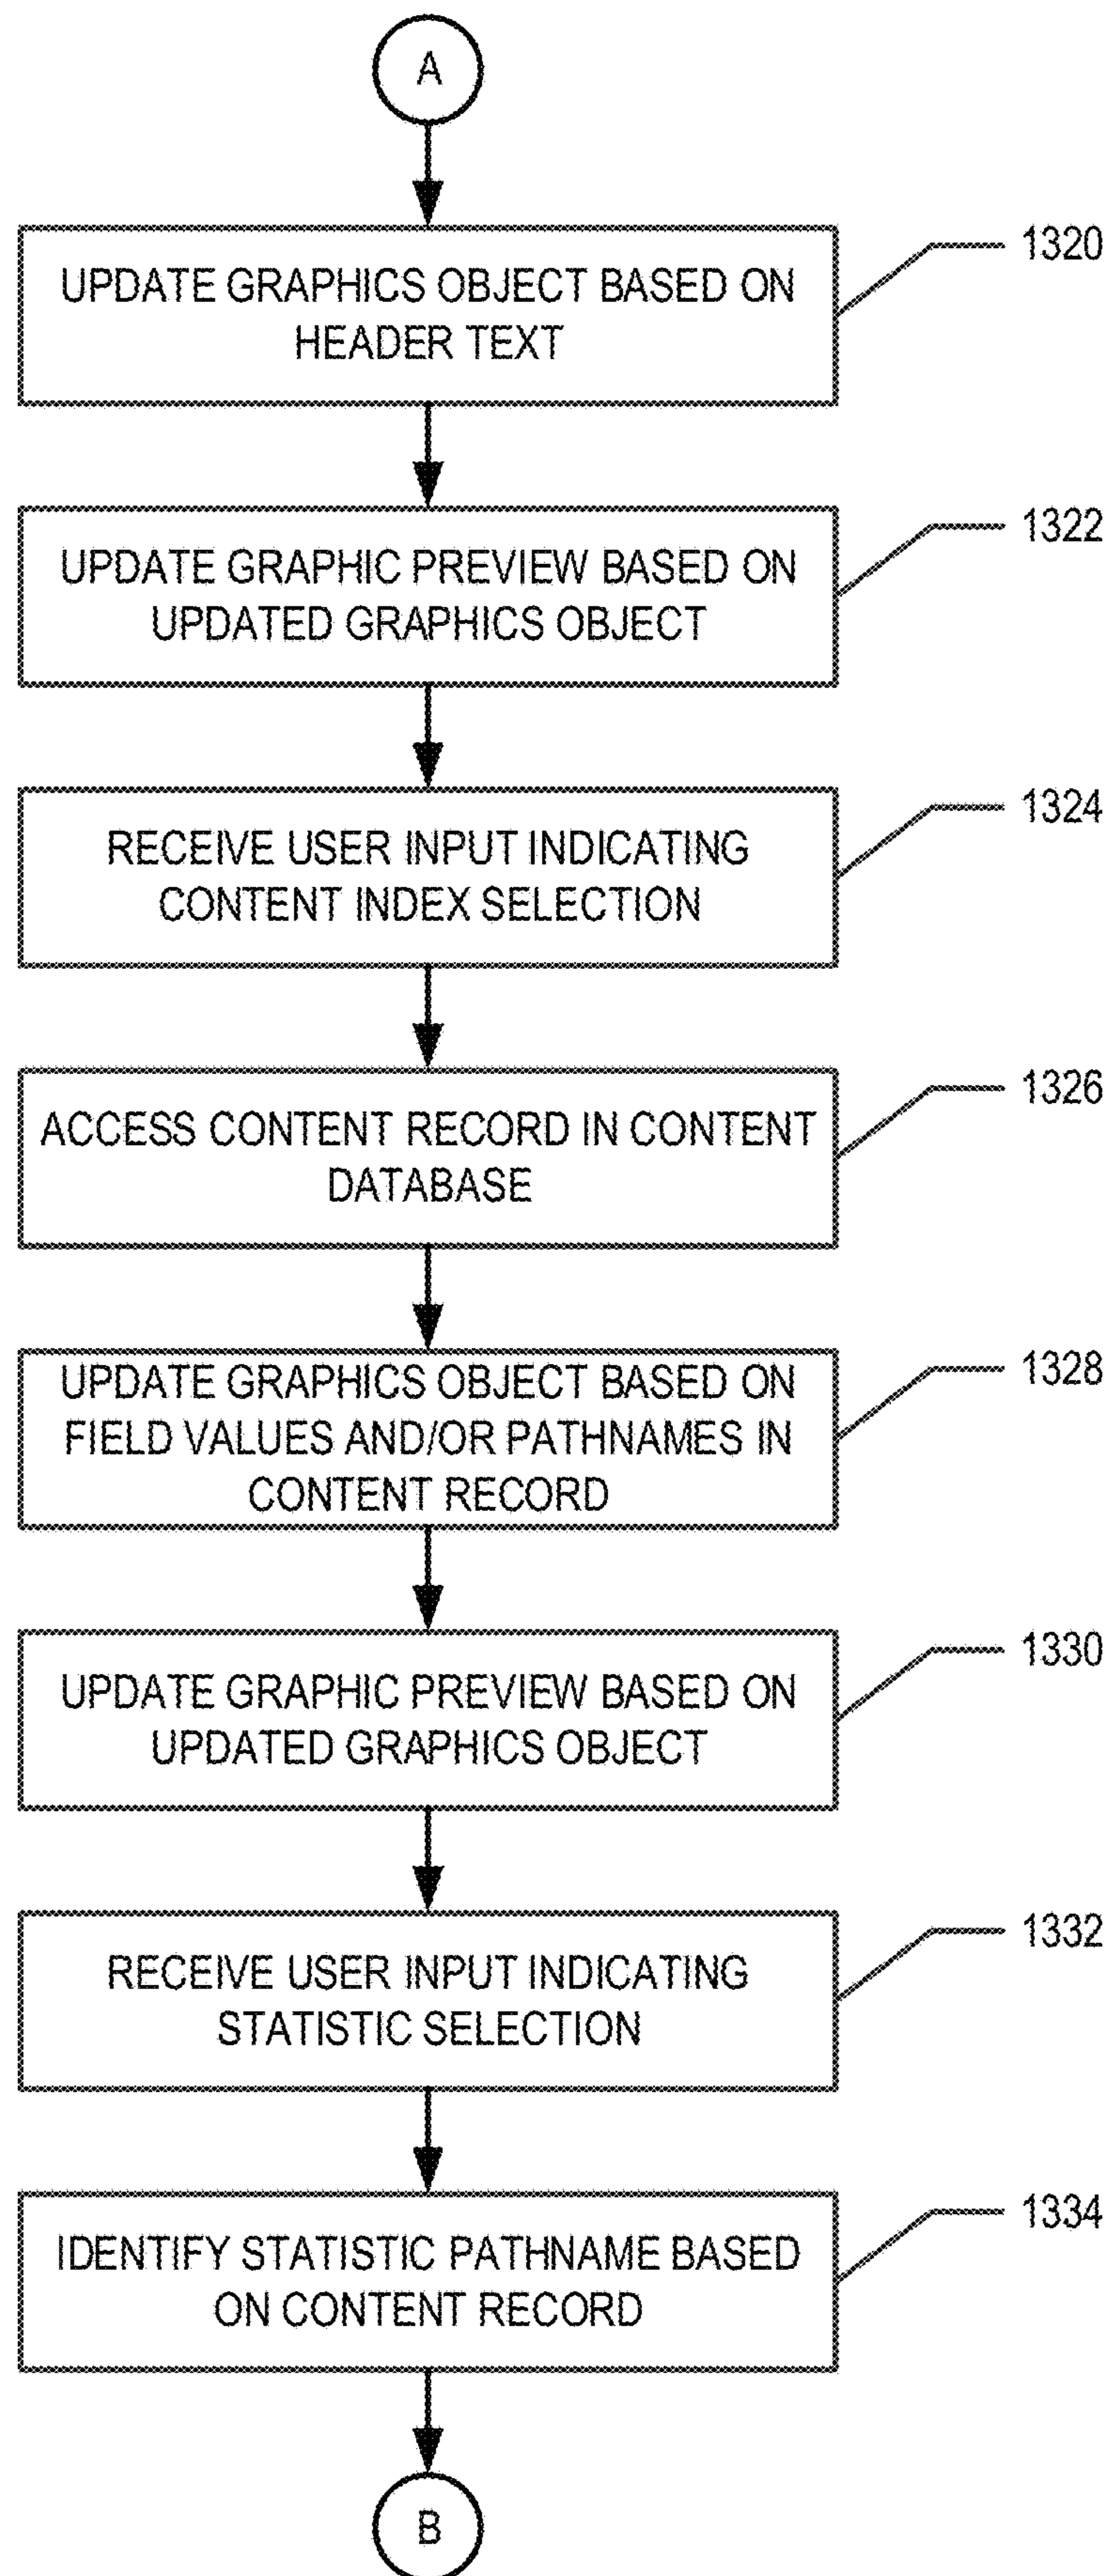 A
UPDATE GRAPHICS OBJECT BASED ON
HEADER TEXT
1320
UPDATE GRAPHIC PREVIEW BASED ON
UPDATED GRAPHICS OBJECT
1322
RECEIVE USER INPUT INDICATING
CONTENT INDEX SELECTION
1324
ACCESS CONTENT RECORD IN CONTENT
DATABASE
1326
UPDATE GRAPHICS OBJECT BASED ON
FIELD VALUES AND/OR PATHNAMES IN
CONTENT RECORD
1328
UPDATE GRAPHIC PREVIEW BASED ON
UPDATED GRAPHICS OBJECT
1330
RECEIVE USER INPUT INDICATING
STATISTIC SELECTION
1332
IDENTIFY STATISTIC PATHNAME BASED
ON CONTENT RECORD
1334
B